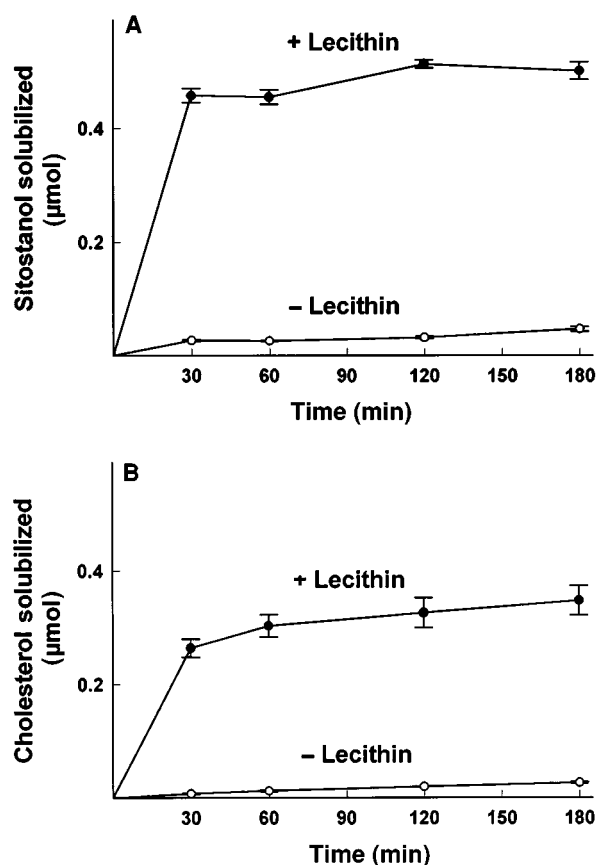 A
+ Lecithin
Sitostanol solubilized
(µmol)
0.4
0.2
– Lecithin
30 60 90 120 150 180
Time (min)
B
+ Lecithin
Cholesterol solubilized
(µmol)
0.4
0.2
– Lecithin
30 60 90 120 150 180
Time (min)